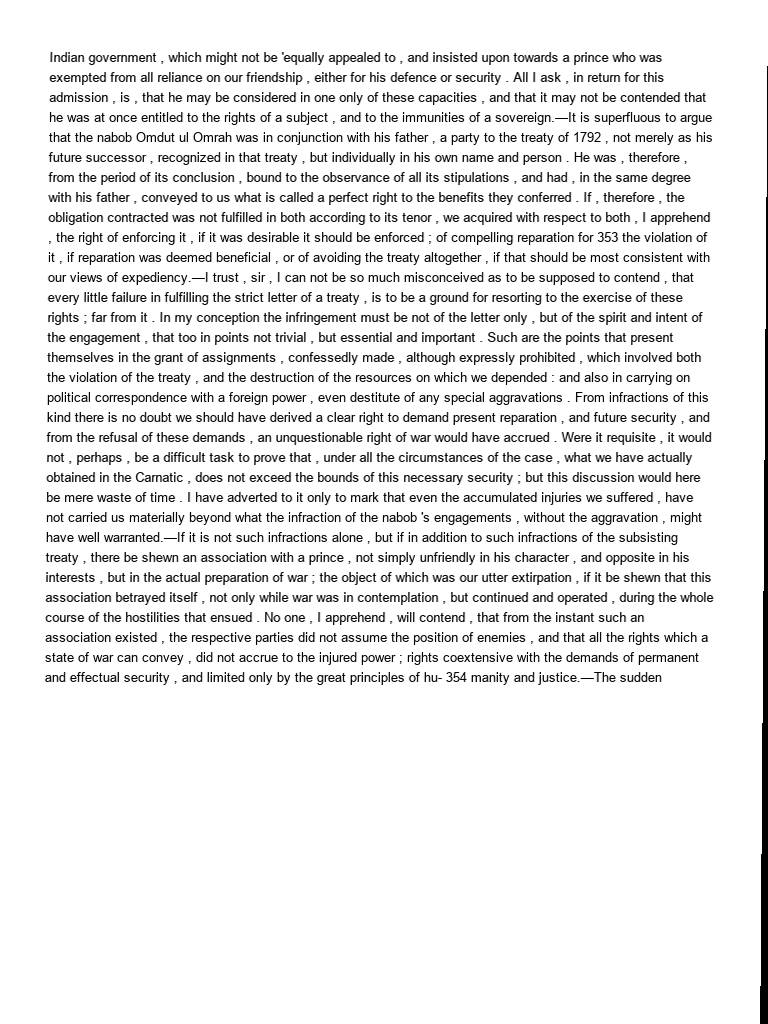 Indian government , which might not be 'equally appealed to , and insisted upon towards a prince who was
exempted from all reliance on our friendship , either for his defence or security . All I ask , in return for this
admission , is , that he may be considered in one only of these capacities , and that it may not be contended that
he was at once entitled to the rights of a subject , and to the immunities of a sovereign.—It is superfluous to argue
that the nabob Omdut ul Omrah was in conjunction with his father , a party to the treaty of 1792 , not merely as his
future successor , recognized in that treaty , but individually in his own name and person . He was , therefore ,
from the period of its conclusion , bound to the observance of all its stipulations , and had , in the same degree
with his father , conveyed to us what is called a perfect right to the benefits they conferred . If , therefore , the
obligation contracted was not fulfilled in both according to its tenor , we acquired with respect to both , I apprehend
, the right of enforcing it , if it was desirable it should be enforced ; of compelling reparation for 353 the violation of
it , if reparation was deemed beneficial , or of avoiding the treaty altogether , if that should be most consistent with
our views of expediency.—I trust , sir , I can not be so much misconceived as to be supposed to contend , that
every little failure in fulfilling the strict letter of a treaty , is to be a ground for resorting to the exercise of these
rights ; far from it . In my conception the infringement must be not of the letter only , but of the spirit and intent of
the engagement , that too in points not trivial , but essential and important . Such are the points that present
themselves in the grant of assignments , confessedly made , although expressly prohibited , which involved both
the violation of the treaty , and the destruction of the resources on which we depended : and also in carrying on
political correspondence with a foreign power , even destitute of any special aggravations . From infractions of this
kind there is no doubt we should have derived a clear right to demand present reparation , and future security , and
from the refusal of these demands , an unquestionable right of war would have accrued . Were it requisite , it would
not , perhaps , be a difficult task to prove that , under all the circumstances of the case , what we have actually
obtained in the Carnatic , does not exceed the bounds of this necessary security ; but this discussion would here
be mere waste of time . I have adverted to it only to mark that even the accumulated injuries we suffered , have
not carried us materially beyond what the infraction of the nabob 's engagements , without the aggravation , might
have well warranted.—If it is not such infractions alone , but if in addition to such infractions of the subsisting
treaty , there be shewn an association with a prince , not simply unfriendly in his character , and opposite in his
interests , but in the actual preparation of war ; the object of which was our utter extirpation , if it be shewn that this
association betrayed itself , not only while war was in contemplation , but continued and operated , during the whole
course of the hostilities that ensued . No one , I apprehend , will contend , that from the instant such an
association existed , the respective parties did not assume the position of enemies , and that all the rights which a
state of war can convey , did not accrue to the injured power ; rights coextensive with the demands of permanent
and effectual security , and limited only by the great principles of hu- 354 manity and justice.—The sudden